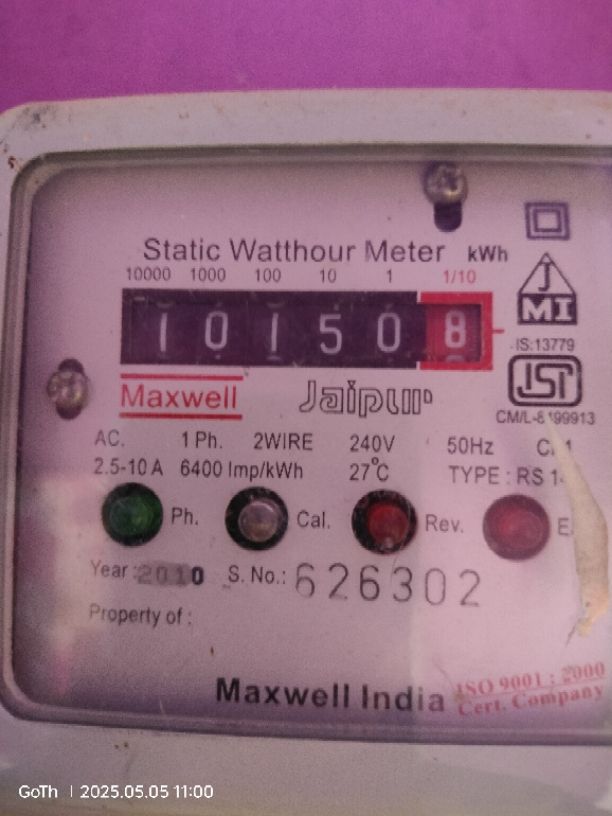 Static Watthour Meter kWh
10000 1000 100 10 1 1/10
1 0 1 5 0 8
J
MI
IS:13779
Maxwell Jaipur
ISI
AC. 1 Ph. 2WIRE 240V 50Hz
2.5-10 A 6400 Imp/kWh 27°C TYPE : RS
Ph. Cal. Rev.
Year : 2010 S. No.: 626302
Property of :
Maxwell India
ISO 9001 : 2000
Cert. Company
GoTh | 2025.05.05 11:00